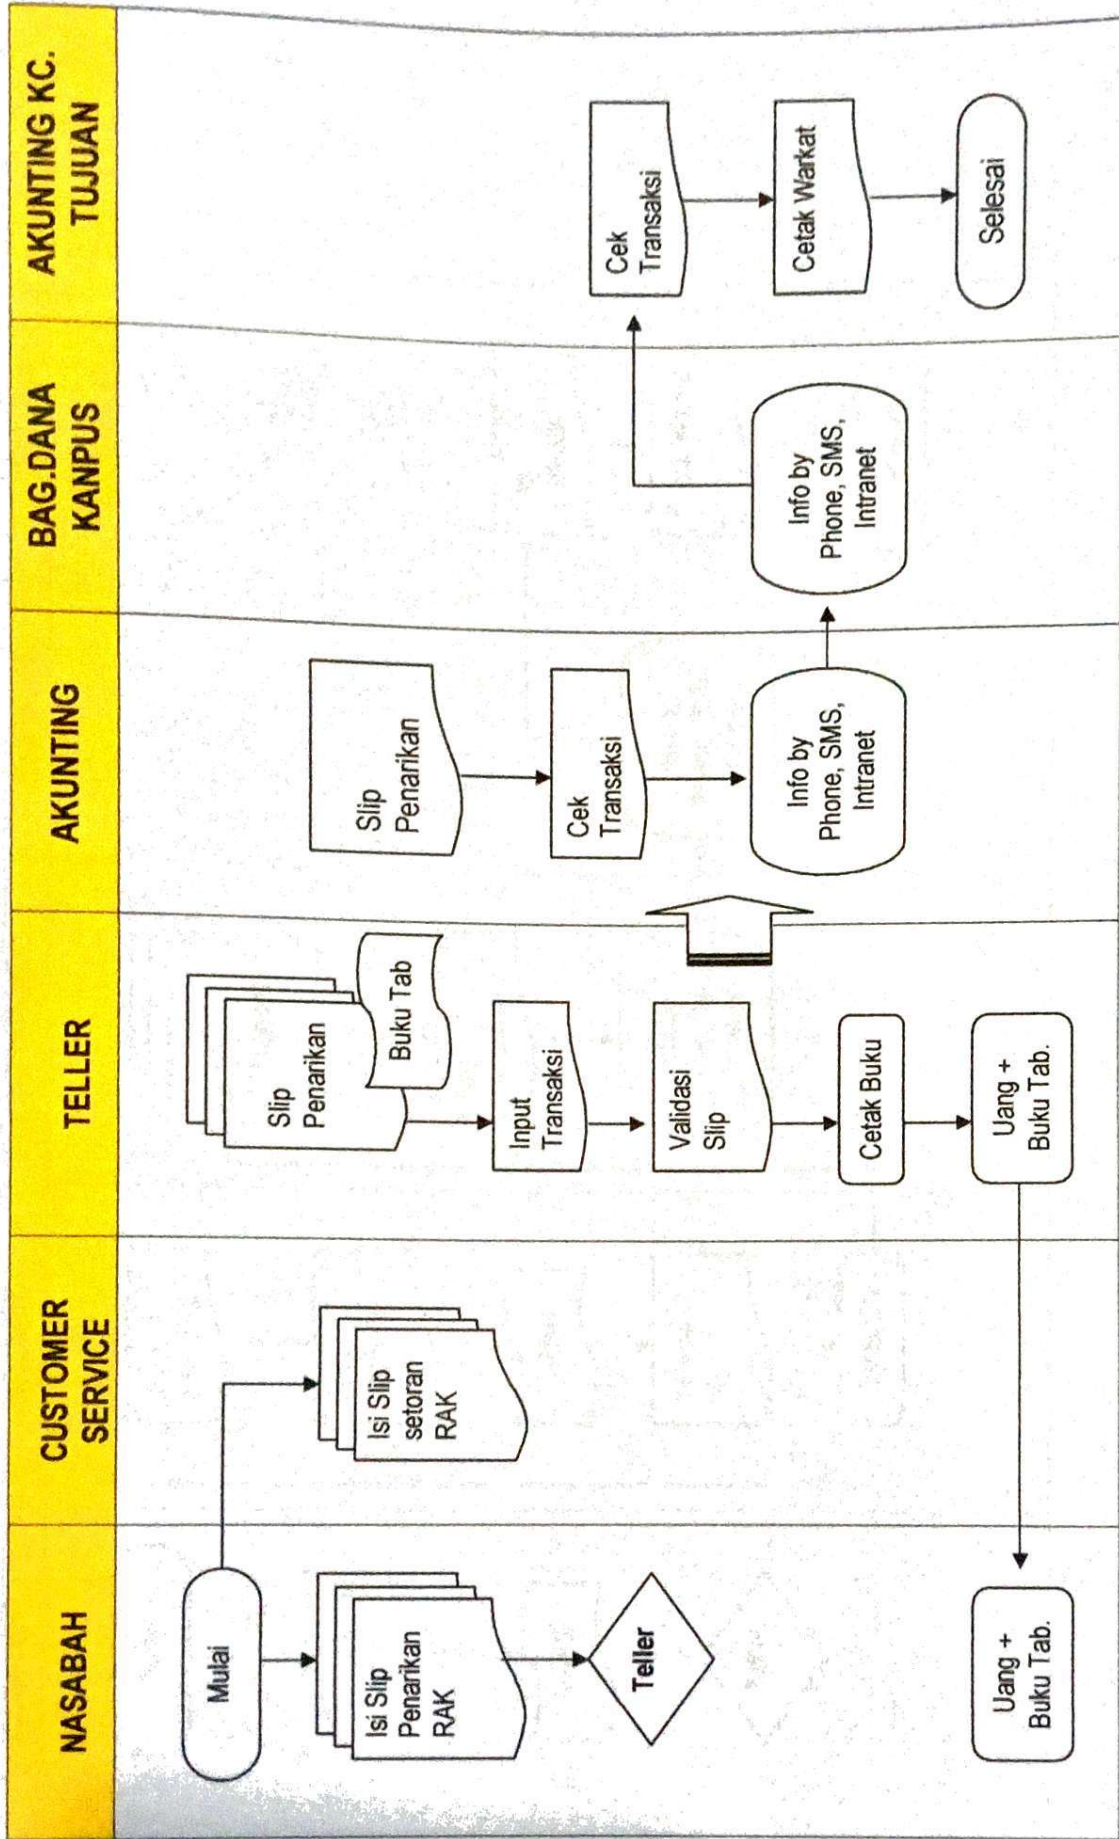 NASABAH
CUSTOMER
SERVICE
TELLER
AKUNTING
BAG.DANA
KANPUS
AKUNTING KC.
TUJUAN
Mulai
Isi Slip
Penarikan
RAK
Teller
Uang +
Buku Tab.
Isi Slip
setoran
RAK
Slip
Penarikan
Buku Tab
Input
Transaksi
Validasi
Slip
Cetak Buku
Uang +
Buku Tab.
Slip
Penarikan
Cek
Transaksi
Info by
Phone, SMS,
Intranet
Info by
Phone, SMS,
Intranet
Cek
Transaksi
Cetak Warkat
Selesai